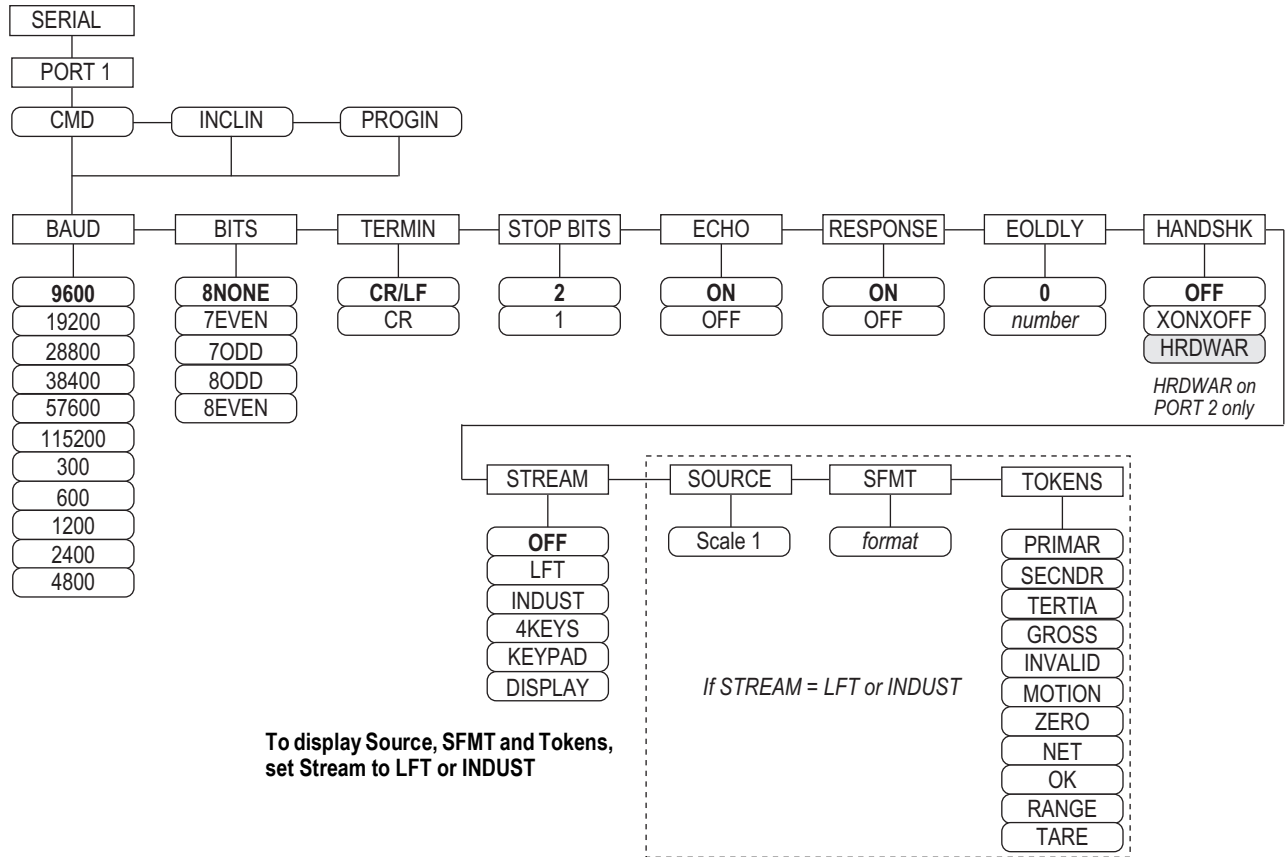 SERIAL
PORT 1
CMD
INCLIN
PROGIN
BAUD
BITS
TERMIN
STOP BITS
ECHO
RESPONSE
EOLDLY
HANDSHK
9600
19200
28800
38400
57600
115200
300
600
1200
2400
4800
8NONE
7EVEN
7ODD
8ODD
8EVEN
CR/LF
CR
2
1
ON
OFF
ON
OFF
0
number
OFF
XONXOFF
HRDWAR
HRDWAR on
PORT 2 only
STREAM
SOURCE
SFMT
TOKENS
OFF
LFT
INDUST
4KEYS
KEYPAD
DISPLAY
Scale 1
format
PRIMAR
SECNDR
TERTIA
GROSS
INVALID
MOTION
ZERO
NET
OK
RANGE
TARE
If STREAM = LFT or INDUST
To display Source, SFMT and Tokens,
set Stream to LFT or INDUST